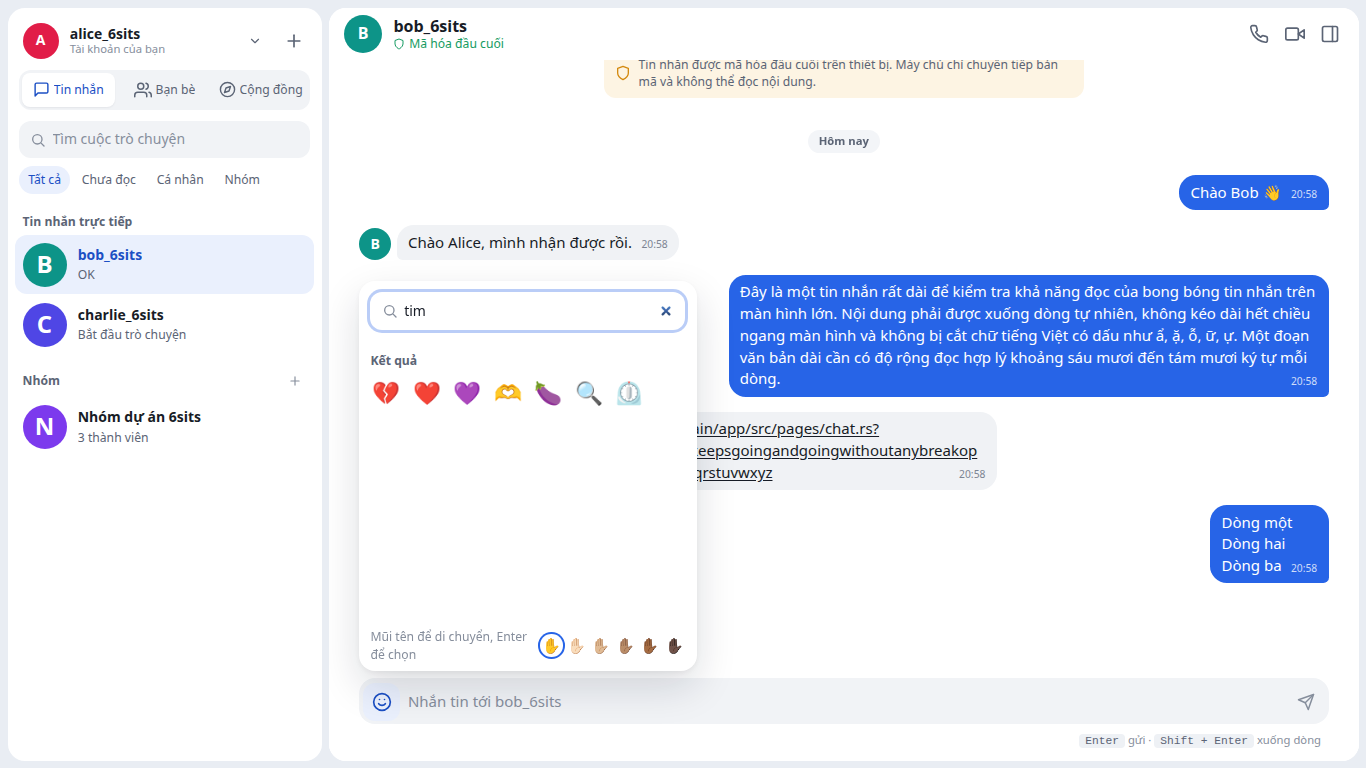 A
alice_6sits
Tài khoản của bạn
Tin nhắn
Bạn bè
Cộng đồng
Tìm cuộc trò chuyện
Tất cả
Chưa đọc
Cá nhân
Nhóm
Tin nhắn trực tiếp
B
bob_6sits
OK
C
charlie_6sits
Bắt đầu trò chuyện
Nhóm
N
Nhóm dự án 6sits
3 thành viên
B
bob_6sits
Mã hóa đầu cuối
Tin nhắn được mã hóa đầu cuối trên thiết bị. Máy chủ chỉ chuyển tiếp bản
mã và không thể đọc nội dung.
Hôm nay
Chào Bob 👋 20:58
B
Chào Alice, mình nhận được rồi. 20:58
Đây là một tin nhắn rất dài để kiểm tra khả năng đọc của bong bóng tin nhắn trên
màn hình lớn. Nội dung phải được xuống dòng tự nhiên, không kéo dài hết chiều
ngang màn hình và không bị cắt chữ tiếng Việt có dấu như ẩ, ặ, ỗ, ữ, ự. Một đoạn
văn bản dài cần có độ rộng đọc hợp lý khoảng sáu mươi đến tám mươi ký tự mỗi
dòng. 20:58
tim
Kết quả
Mũi tên để di chuyển, Enter
để chọn
ain/app/src/pages/chat.rs?
eepsgoingandgoingwithoutanybreakop
qrstuvwxyz 20:58
Dòng một
Dòng hai
Dòng ba 20:58
Nhắn tin tới bob_6sits
Enter gửi · Shift + Enter xuống dòng